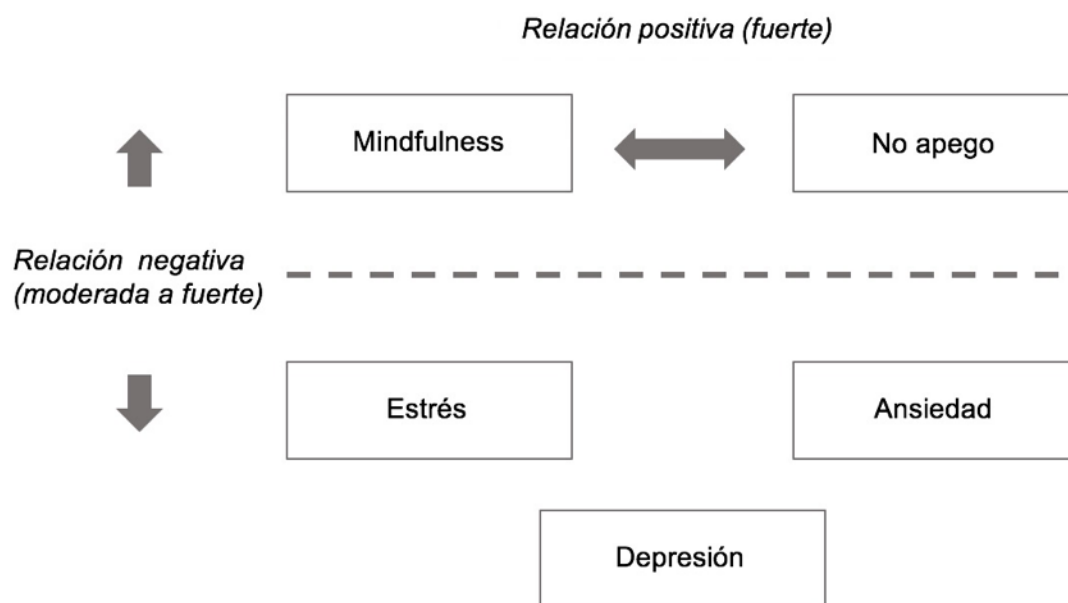 Relación positiva (fuerte)
Mindfulness
No apego
Relación negativa
(moderada a fuerte)
Estrés
Ansiedad
Depresión